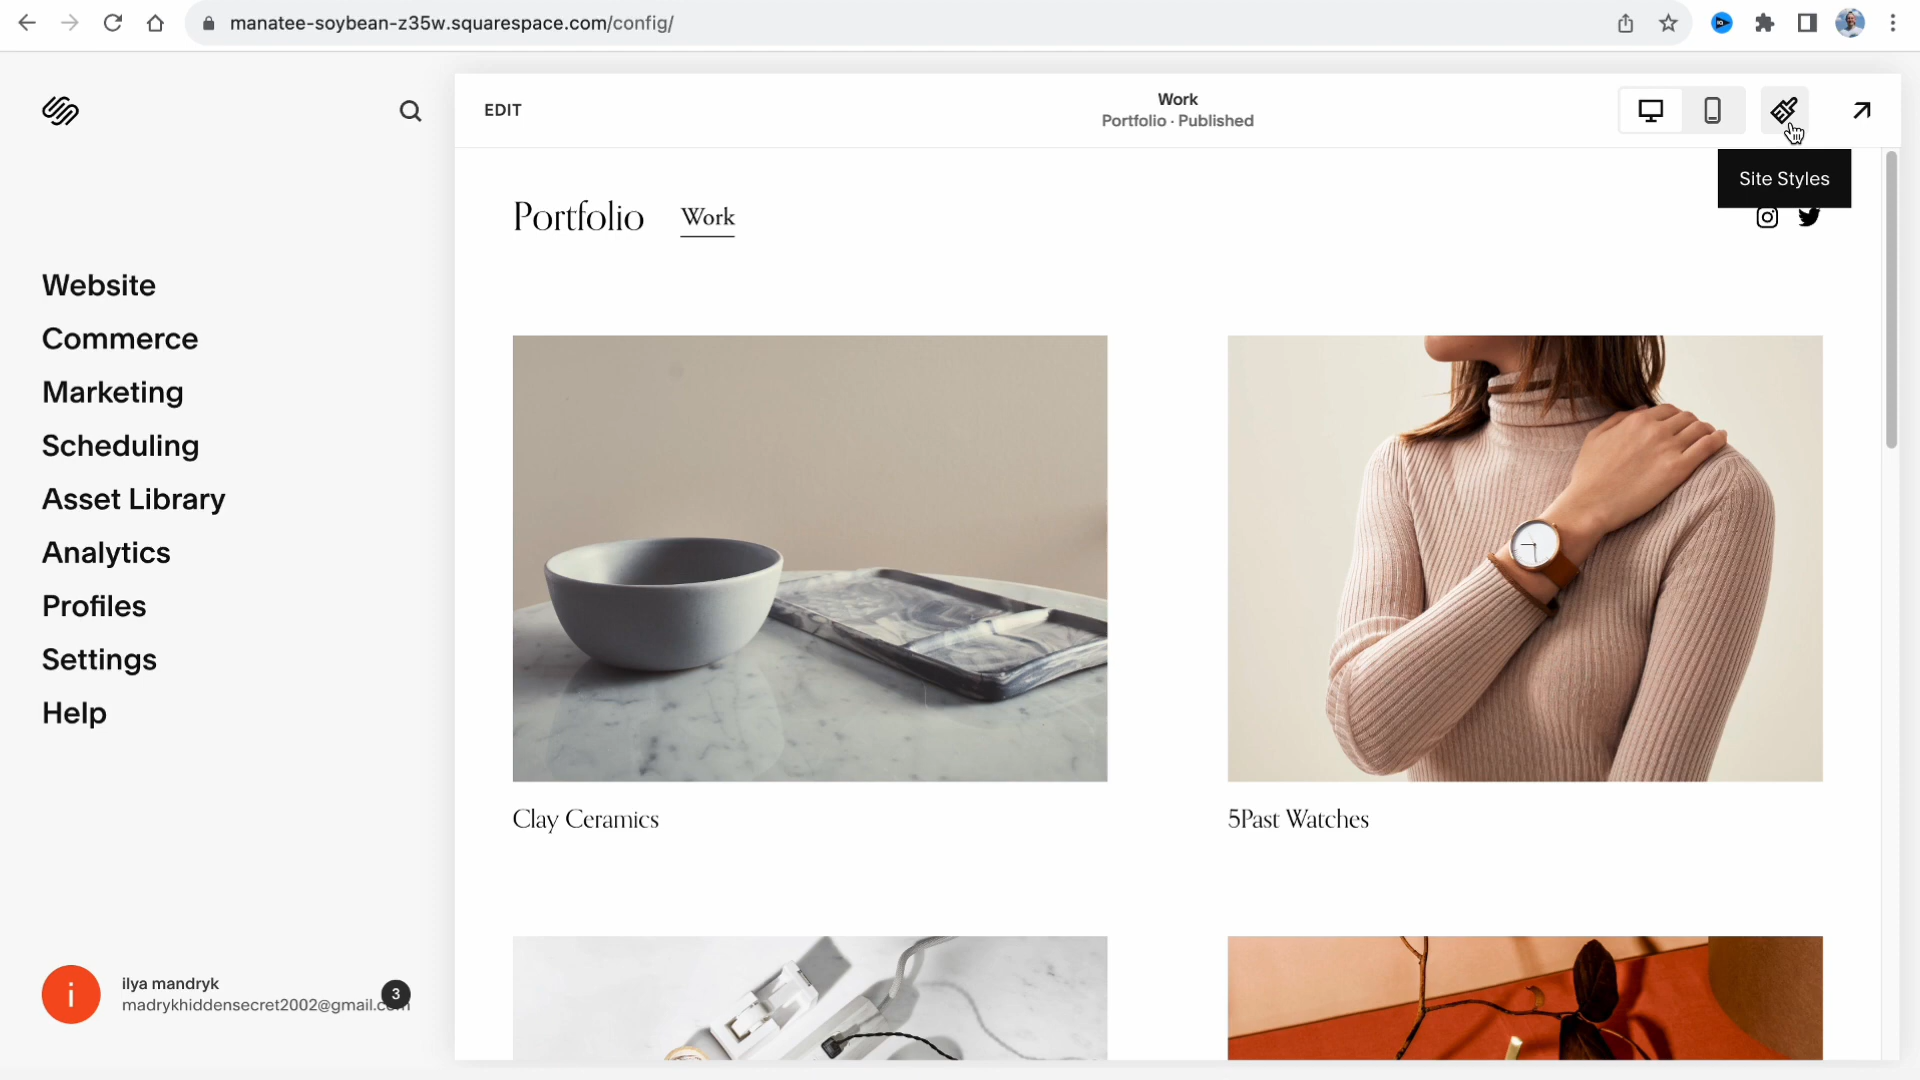 manatee-soybean-z35w.squarespace.com/config/
EDIT
Work
Portfolio · Published
Site Styles
Portfolio
Work
Website
Commerce
Marketing
Scheduling
Asset Library
Analytics
Profiles
Settings
Help
Clay Ceramics
5Past Watches
i
ilya mandryk
madrykhiddensecret2002@gmail.c
3